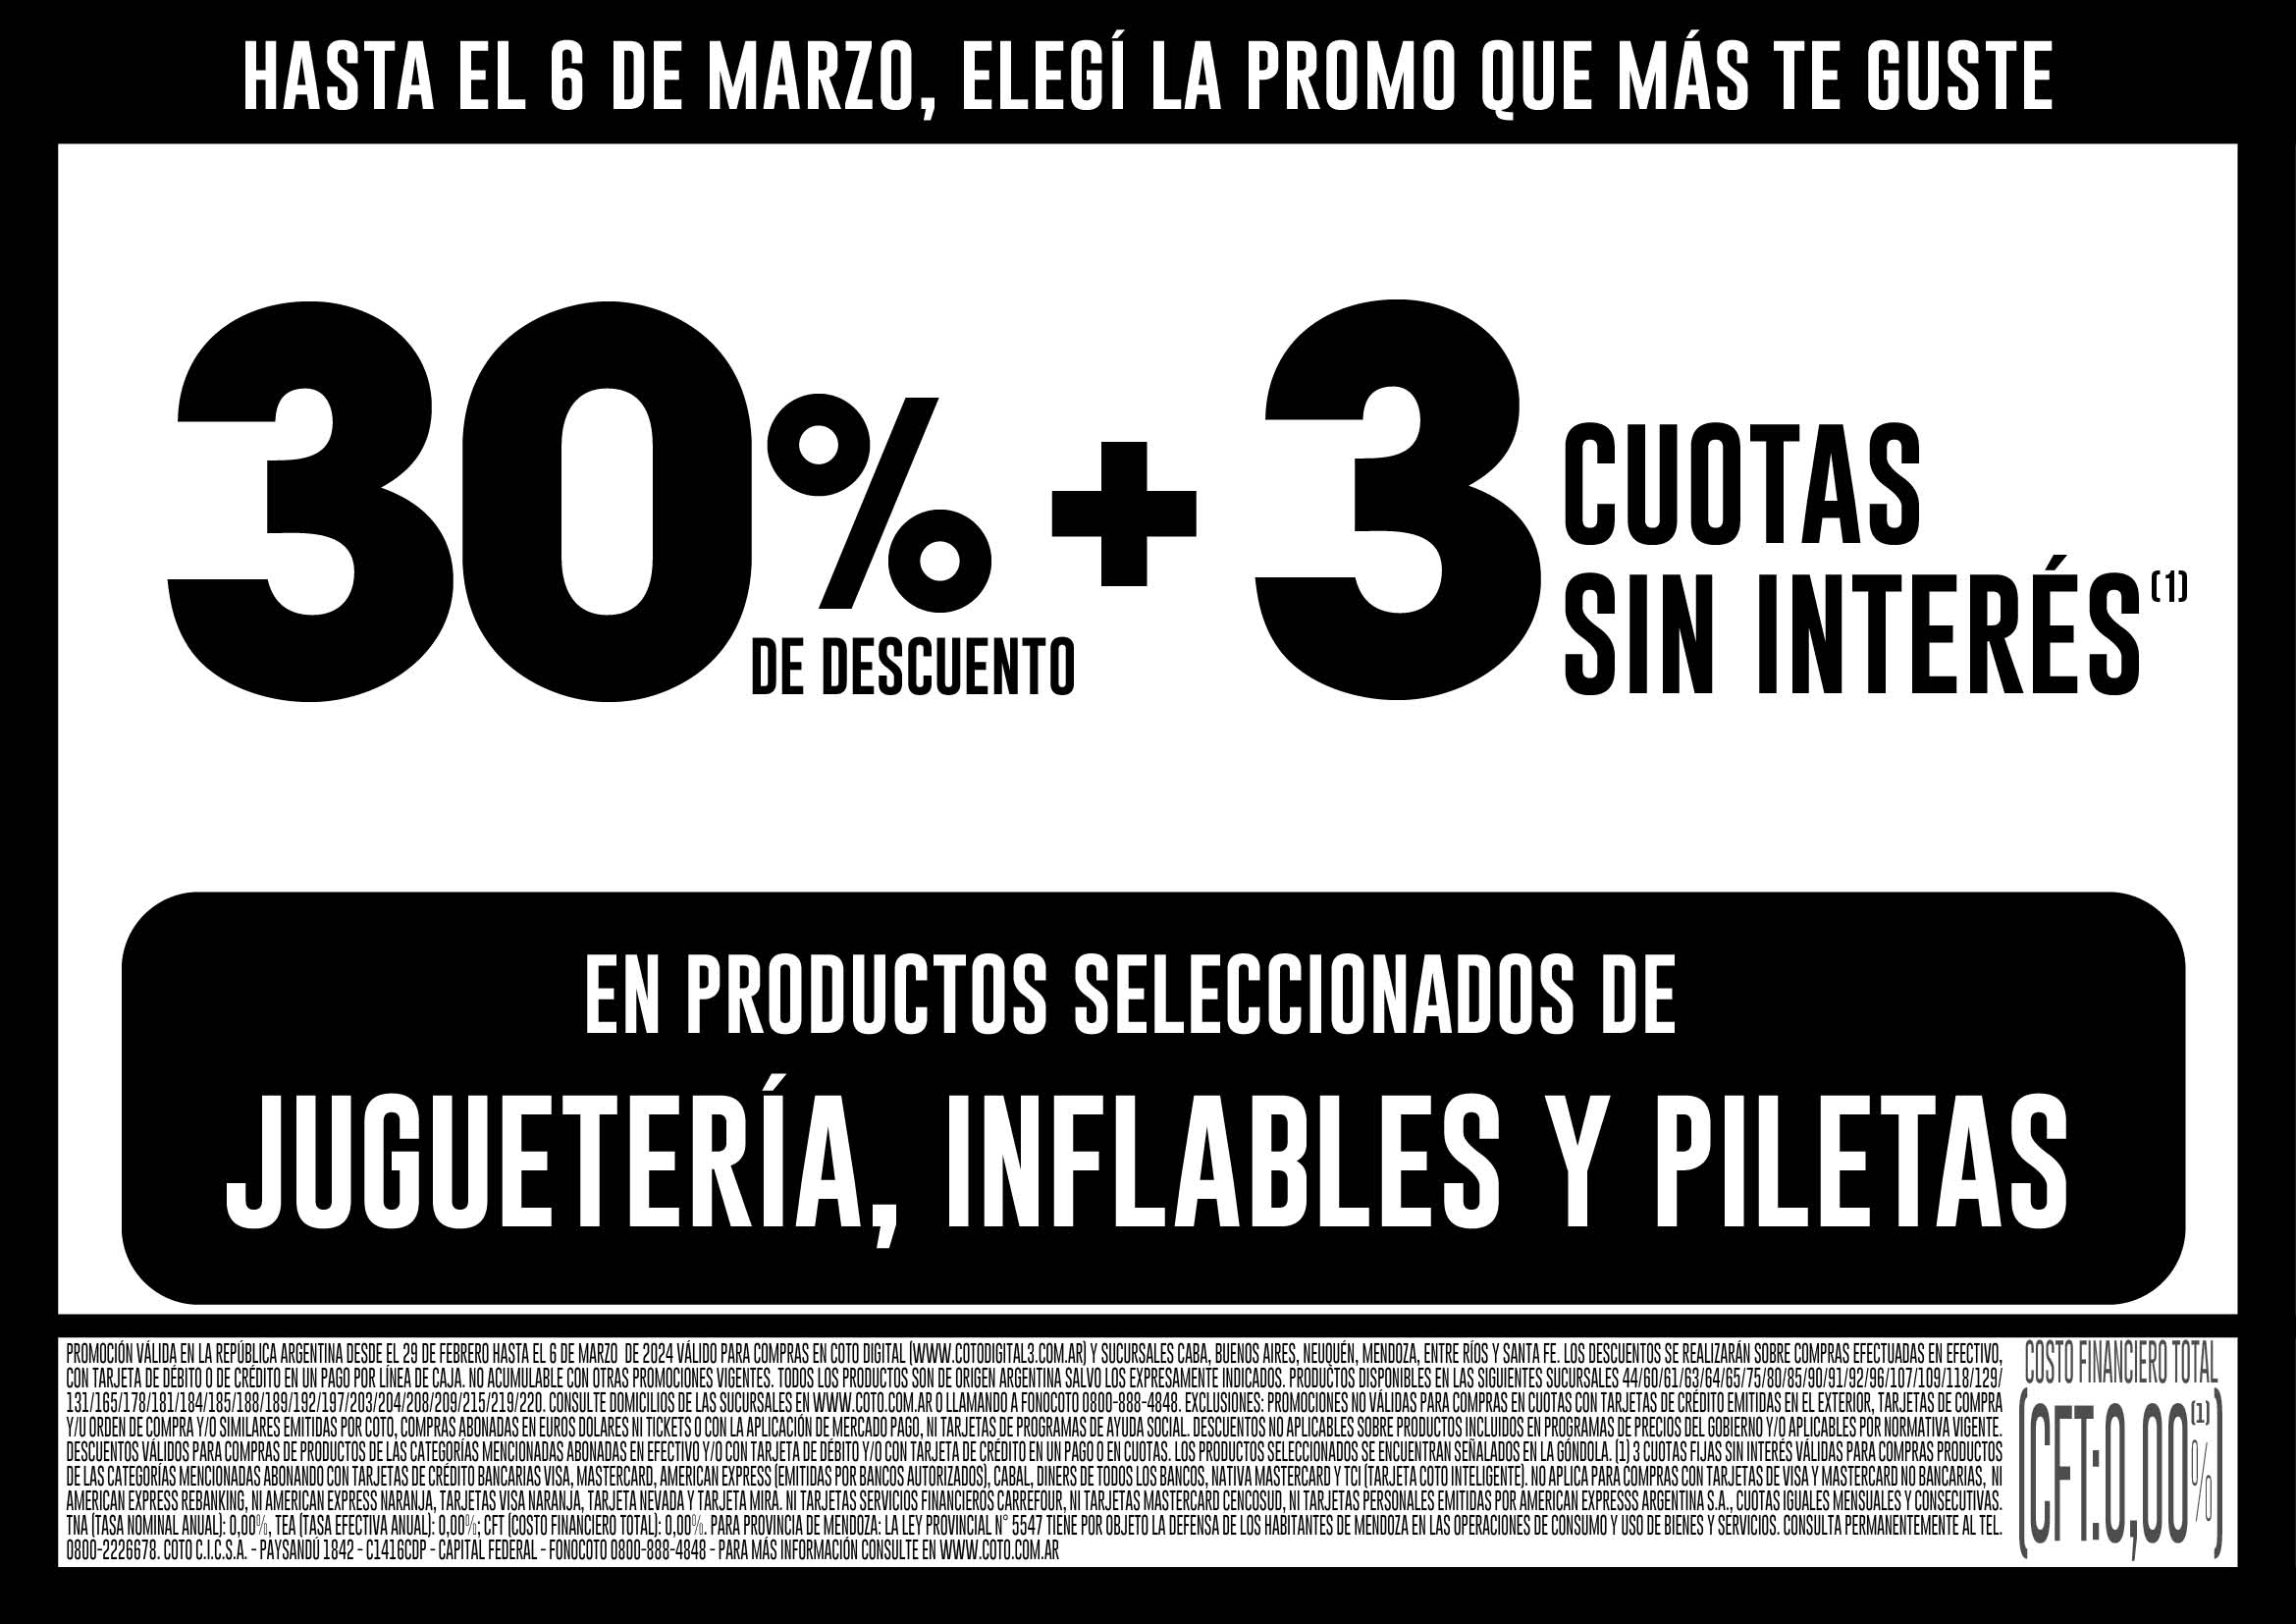 HASTA EL 6 DE MARZO, ELEGÍ LA PROMO QUE MÁS TE GUSTE
30% DE DESCUENTO + 3 CUOTAS SIN INTERÉS (1)
EN PRODUCTOS SELECCIONADOS DE
JUGUETERÍA, INFLABLES Y PILETAS
PROMOCIÓN VÁLIDA EN LA REPÚBLICA ARGENTINA DESDE EL 29 DE FEBRERO HASTA EL 6 DE MARZO DE 2024 VÁLIDO PARA COMPRAS EN COTO DIGITAL (WWW.COTODIGITAL3.COM.AR) Y SUCURSALES CABA, BUENOS AIRES, NEUQUÉN, MENDOZA, ENTRE RÍOS Y SANTA FE. LOS DESCUENTOS SE REALIZARÁN SOBRE COMPRAS EFECTUADAS EN EFECTIVO,
CON TARJETA DE DÉBITO O DE CRÉDITO EN UN PAGO POR LÍNEA DE CAJA. NO ACUMULABLE CON OTRAS PROMOCIONES VIGENTES. TODOS LOS PRODUCTOS SON DE ORIGEN ARGENTINA SALVO LOS EXPRESAMENTE INDICADOS. PRODUCTOS DISPONIBLES EN LAS SIGUIENTES SUCURSALES 44/60/61/63/64/65/75/80/85/90/91/92/96/107/109/118/129/
131/165/178/181/184/185/188/189/192/197/203/204/208/209/215/219/220. CONSULTE DOMICILIOS DE LAS SUCURSALES EN WWW.COTO.COM.AR O LLAMANDO A FONOCOTO 0800-888-4848. EXCLUSIONES: PROMOCIONES NO VÁLIDAS PARA COMPRAS EN CUOTAS CON TARJETAS DE CRÉDITO EMITIDAS EN EL EXTERIOR, TARJETAS DE COMPRA
Y/U ORDEN DE COMPRA Y/O SIMILARES EMITIDAS POR COTO, COMPRAS ABONADAS EN EUROS DOLARES NI TICKETS O CON LA APLICACIÓN DE MERCADO PAGO, NI TARJETAS DE PROGRAMAS DE AYUDA SOCIAL. DESCUENTOS NO APLICABLES SOBRE PRODUCTOS INCLUIDOS EN PROGRAMAS DE PRECIOS DEL GOBIERNO Y/O APLICABLES POR NORMATIVA VIGENTE.
DESCUENTOS VÁLIDOS PARA COMPRAS DE PRODUCTOS DE LAS CATEGORÍAS MENCIONADAS ABONADAS EN EFECTIVO Y/O CON TARJETA DE DÉBITO Y/O CON TARJETA DE CRÉDITO EN UN PAGO O EN CUOTAS. LOS PRODUCTOS SELECCIONADOS SE ENCUENTRAN SEÑALADOS EN LA GÓNDOLA. (1) 3 CUOTAS FIJAS SIN INTERÉS VÁLIDAS PARA COMPRAS PRODUCTOS
DE LAS CATEGORÍAS MENCIONADAS ABONANDO CON TARJETAS DE CRÉDITO BANCARIAS VISA, MASTERCARD, AMERICAN EXPRESS (EMITIDAS POR BANCOS AUTORIZADOS), CABAL, DINERS DE TODOS LOS BANCOS, NATIVA MASTERCARD Y TCI (TARJETA COTO INTELIGENTE). NO APLICA PARA COMPRAS CON TARJETAS DE VISA Y MASTERCARD NO BANCARIAS, NI
AMERICAN EXPRESS REBANKING, NI AMERICAN EXPRESS NARANJA, TARJETAS VISA NARANJA, TARJETA NEVADA Y TARJETA MIRA. NI TARJETAS SERVICIOS FINANCIEROS CARREFOUR, NI TARJETAS MASTERCARD CENCOSUD, NI TARJETAS PERSONALES EMITIDAS POR AMERICAN EXPRESSS ARGENTINA S.A., CUOTAS IGUALES MENSUALES Y CONSECUTIVAS.
TNA (TASA NOMINAL ANUAL): 0,00%, TEA (TASA EFECTIVA ANUAL): 0,00%; CFT (COSTO FINANCIERO TOTAL): 0,00%. PARA PROVINCIA DE MENDOZA: LA LEY PROVINCIAL N° 5547 TIENE POR OBJETO LA DEFENSA DE LOS HABITANTES DE MENDOZA EN LAS OPERACIONES DE CONSUMO Y USO DE BIENES Y SERVICIOS. CONSULTA PERMANENTEMENTE AL TEL.
0800-2226678. COTO C.I.C.S.A. - PAYSANDÚ 1842 - C1416CDP - CAPITAL FEDERAL - FONOCOTO 0800-888-4848 - PARA MÁS INFORMACIÓN CONSULTE EN WWW.COTO.COM.AR
COSTO FINANCIERO TOTAL
(CFT:0,00%(1))